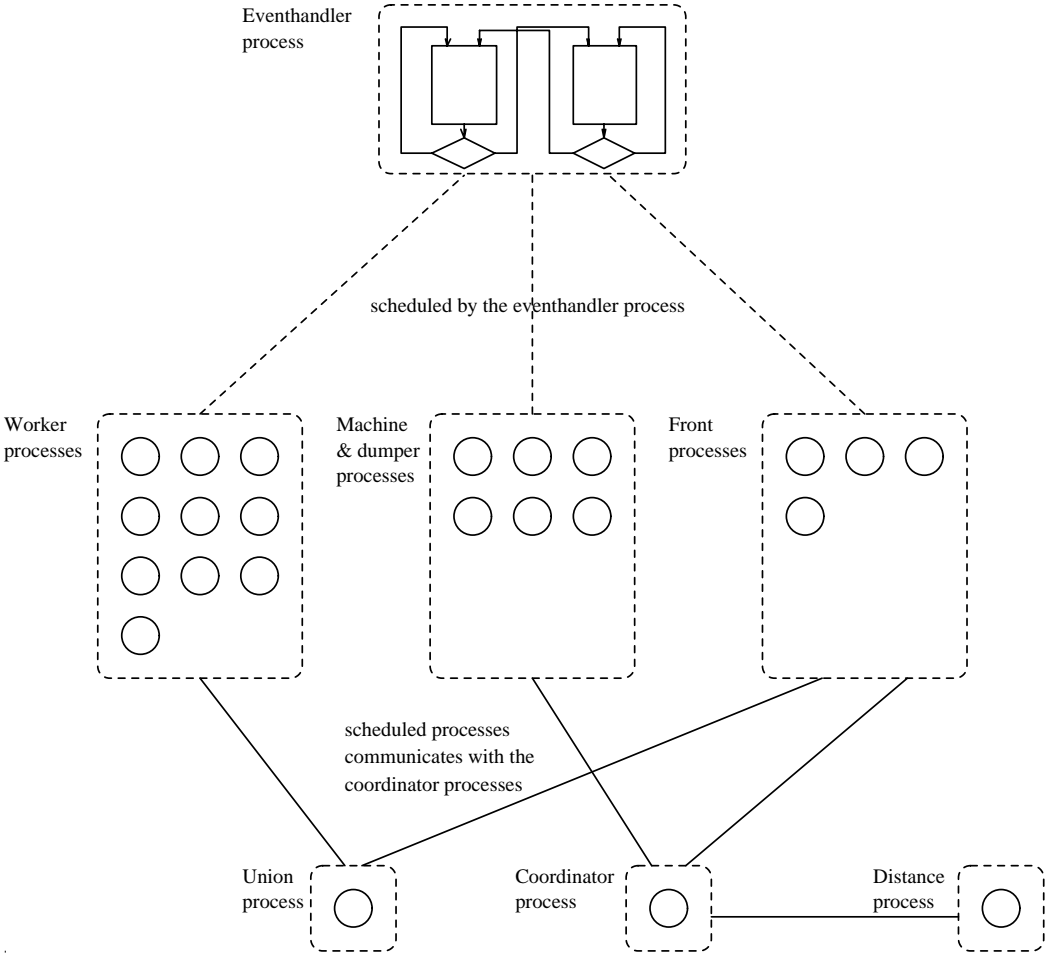 Eventhandler
process
scheduled by the eventhandler process
Worker
processes
Machine
& dumper
processes
Front
processes
scheduled processes
communicates with the
coordinator processes
Union
process
Coordinator
process
Distance
process